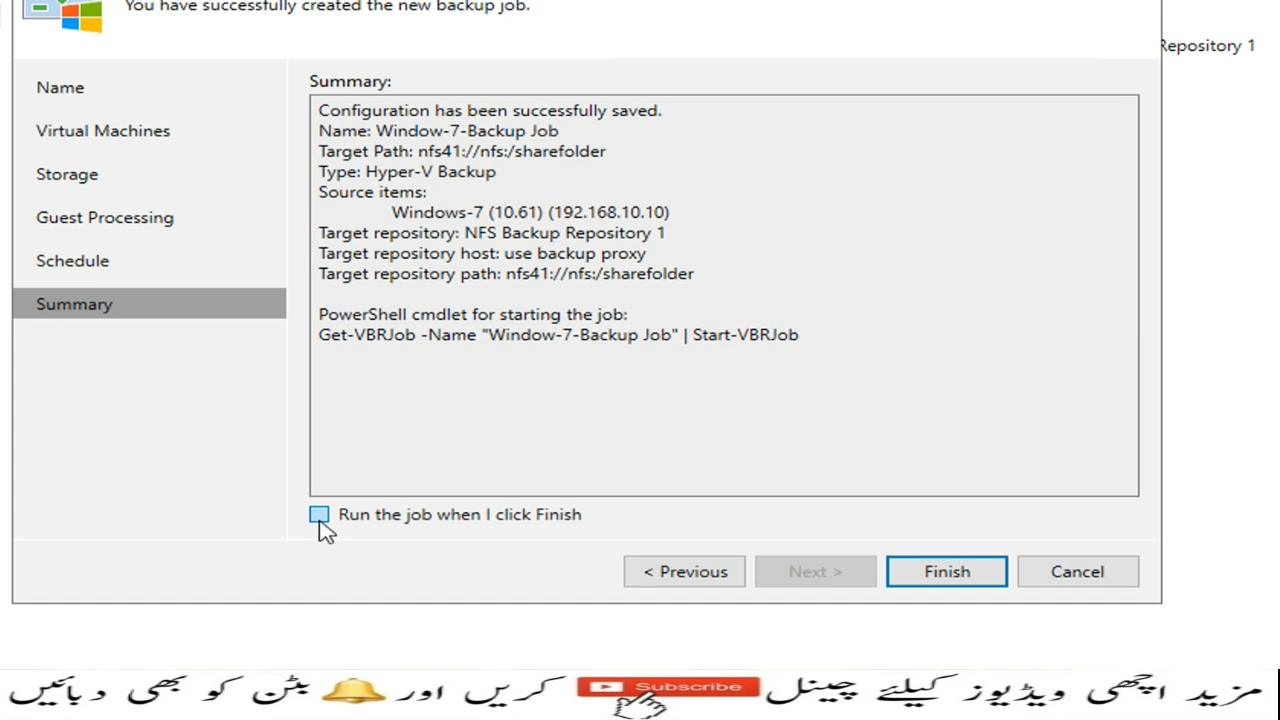 You have successfully created the new backup job.
Repository 1
Name
Virtual Machines
Storage
Guest Processing
Schedule
Summary
Summary:
Configuration has been successfully saved.
Name: Window-7-Backup Job
Target Path: nfs41://nfs:/sharefolder
Type: Hyper-V Backup
Source items:
Windows-7 (10.61) (192.168.10.10)
Target repository: NFS Backup Repository 1
Target repository host: use backup proxy
Target repository path: nfs41://nfs:/sharefolder
PowerShell cmdlet for starting the job:
Get-VBRJob -Name "Window-7-Backup Job" | Start-VBRJob
Run the job when I click Finish
< Previous
Next >
Finish
Cancel
مزید اچھی ویڈیوز کیلئے چینل Subscribe کریں اور بٹن کو بھی دبائیں